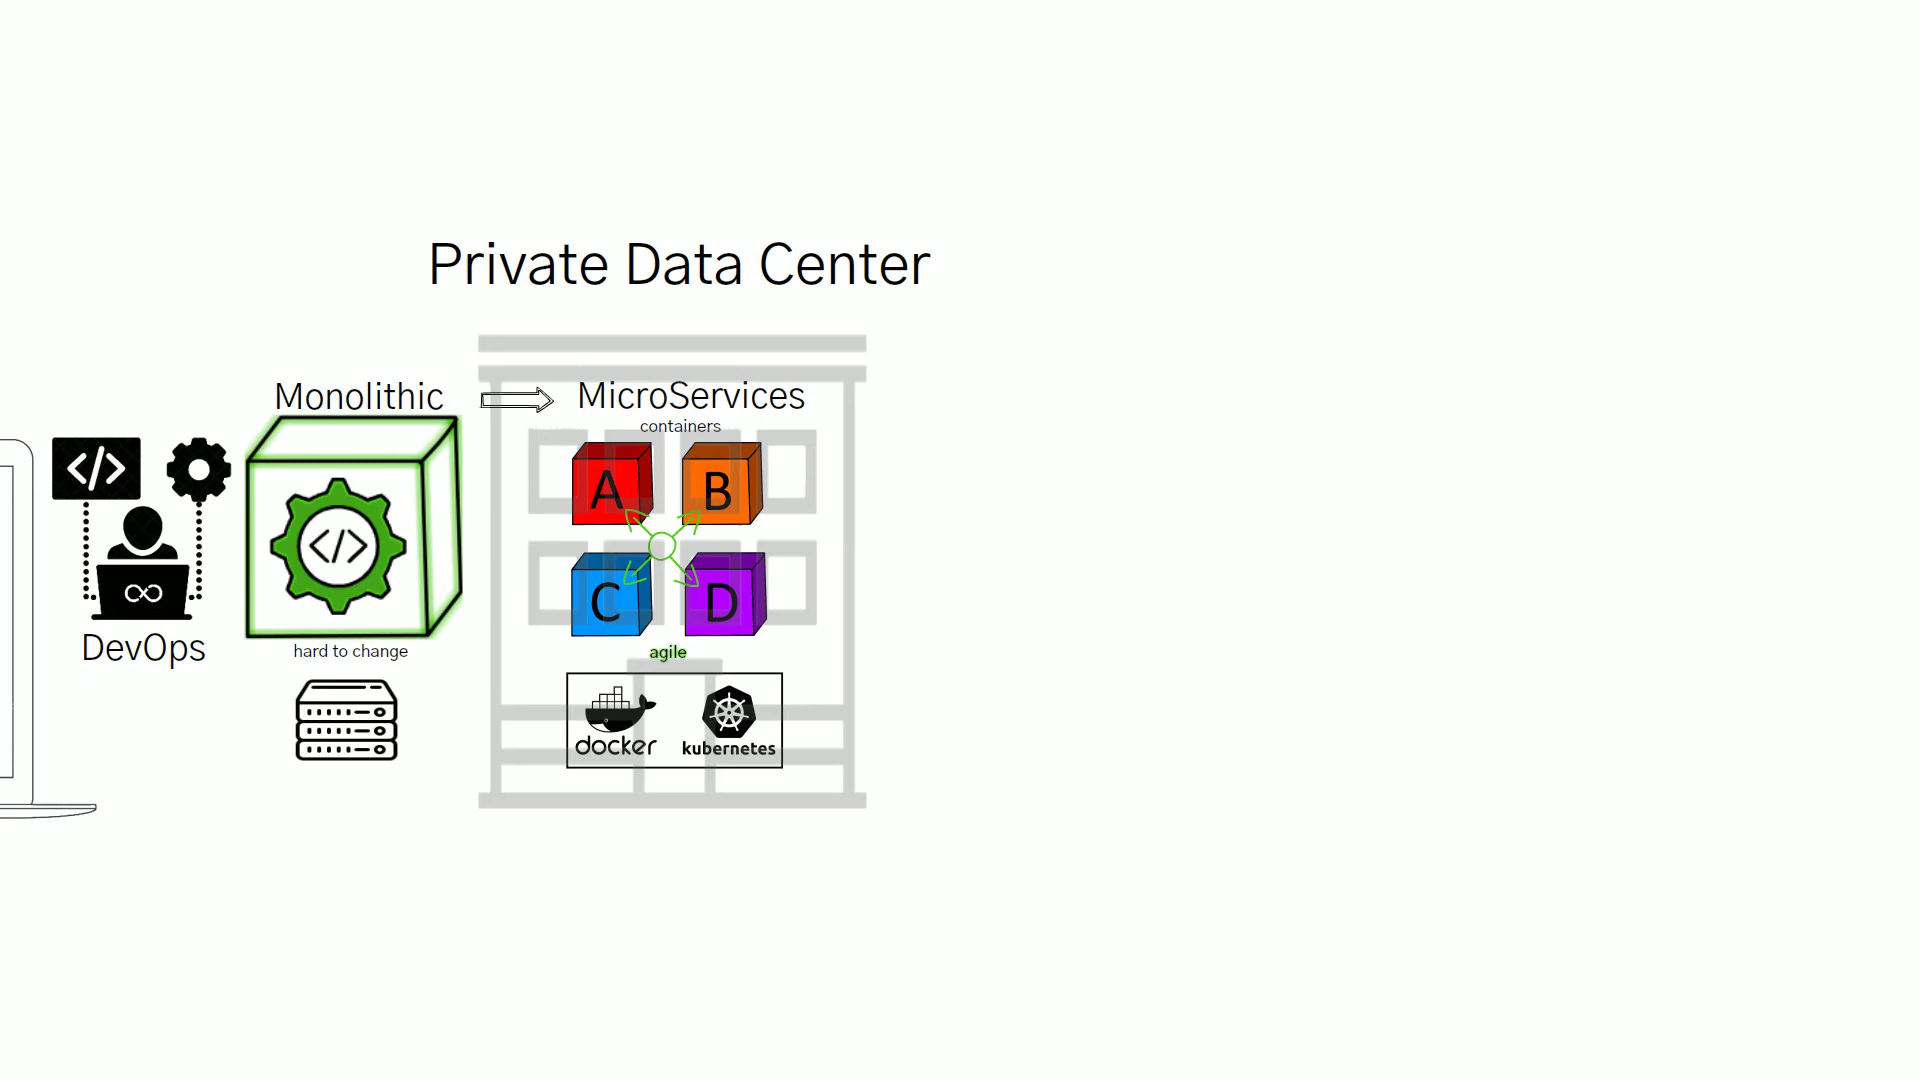 Private Data Center
Monolithic
MicroServices
containers
</>
</>
A
B
C
D
DevOps
hard to change
agile
docker
kubernetes